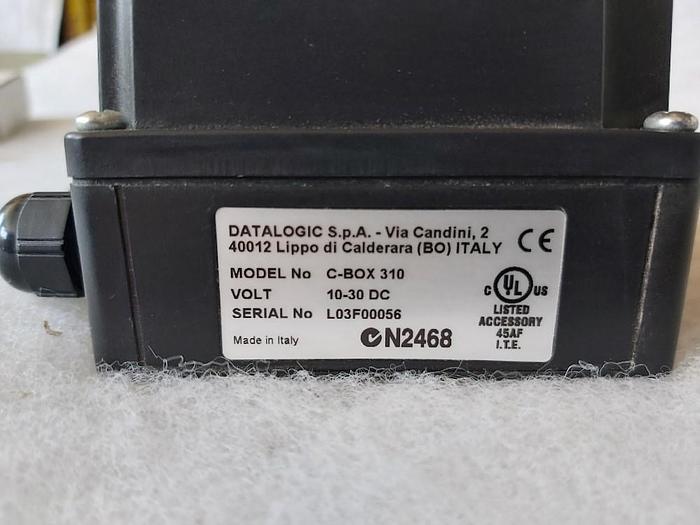 DATALOGIC S.p.A. - Via Candini, 2
40012 Lippo di Calderara (BO) ITALY CE
MODEL No C-BOX 310
VOLT 10-30 DC
SERIAL No L03F00056
Made in Italy
N2468
c UL US
LISTED
ACCESSORY
45AF
I.T.E.